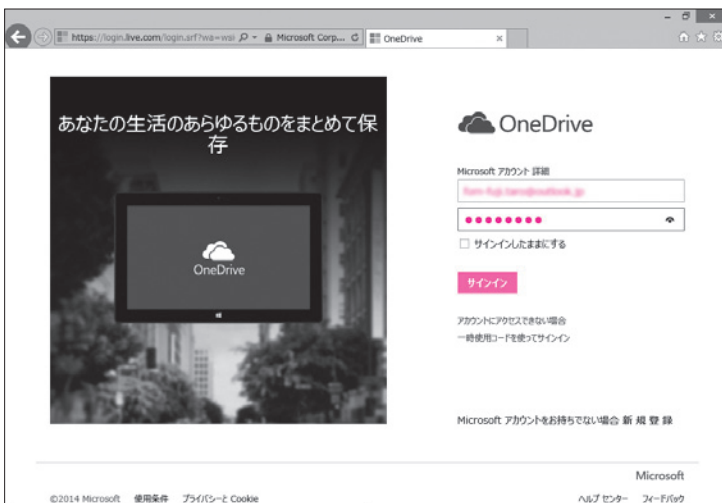 https://login.live.com/login.srf?wa=wsi
Microsoft Corp...
OneDrive
あなたの生活のあらゆるものをまとめて保
存
OneDrive
OneDrive
Microsoft アカウント 詳細
サインインしたままにする
サインイン
アカウントにアクセスできない場合
一時使用コードを使ってサインイン
Microsoft アカウントをお持ちでない場合 新 規 登 録
Microsoft
©2014 Microsoft 使用条件 プライバシーと Cookie
ヘルプ センター フィードバック